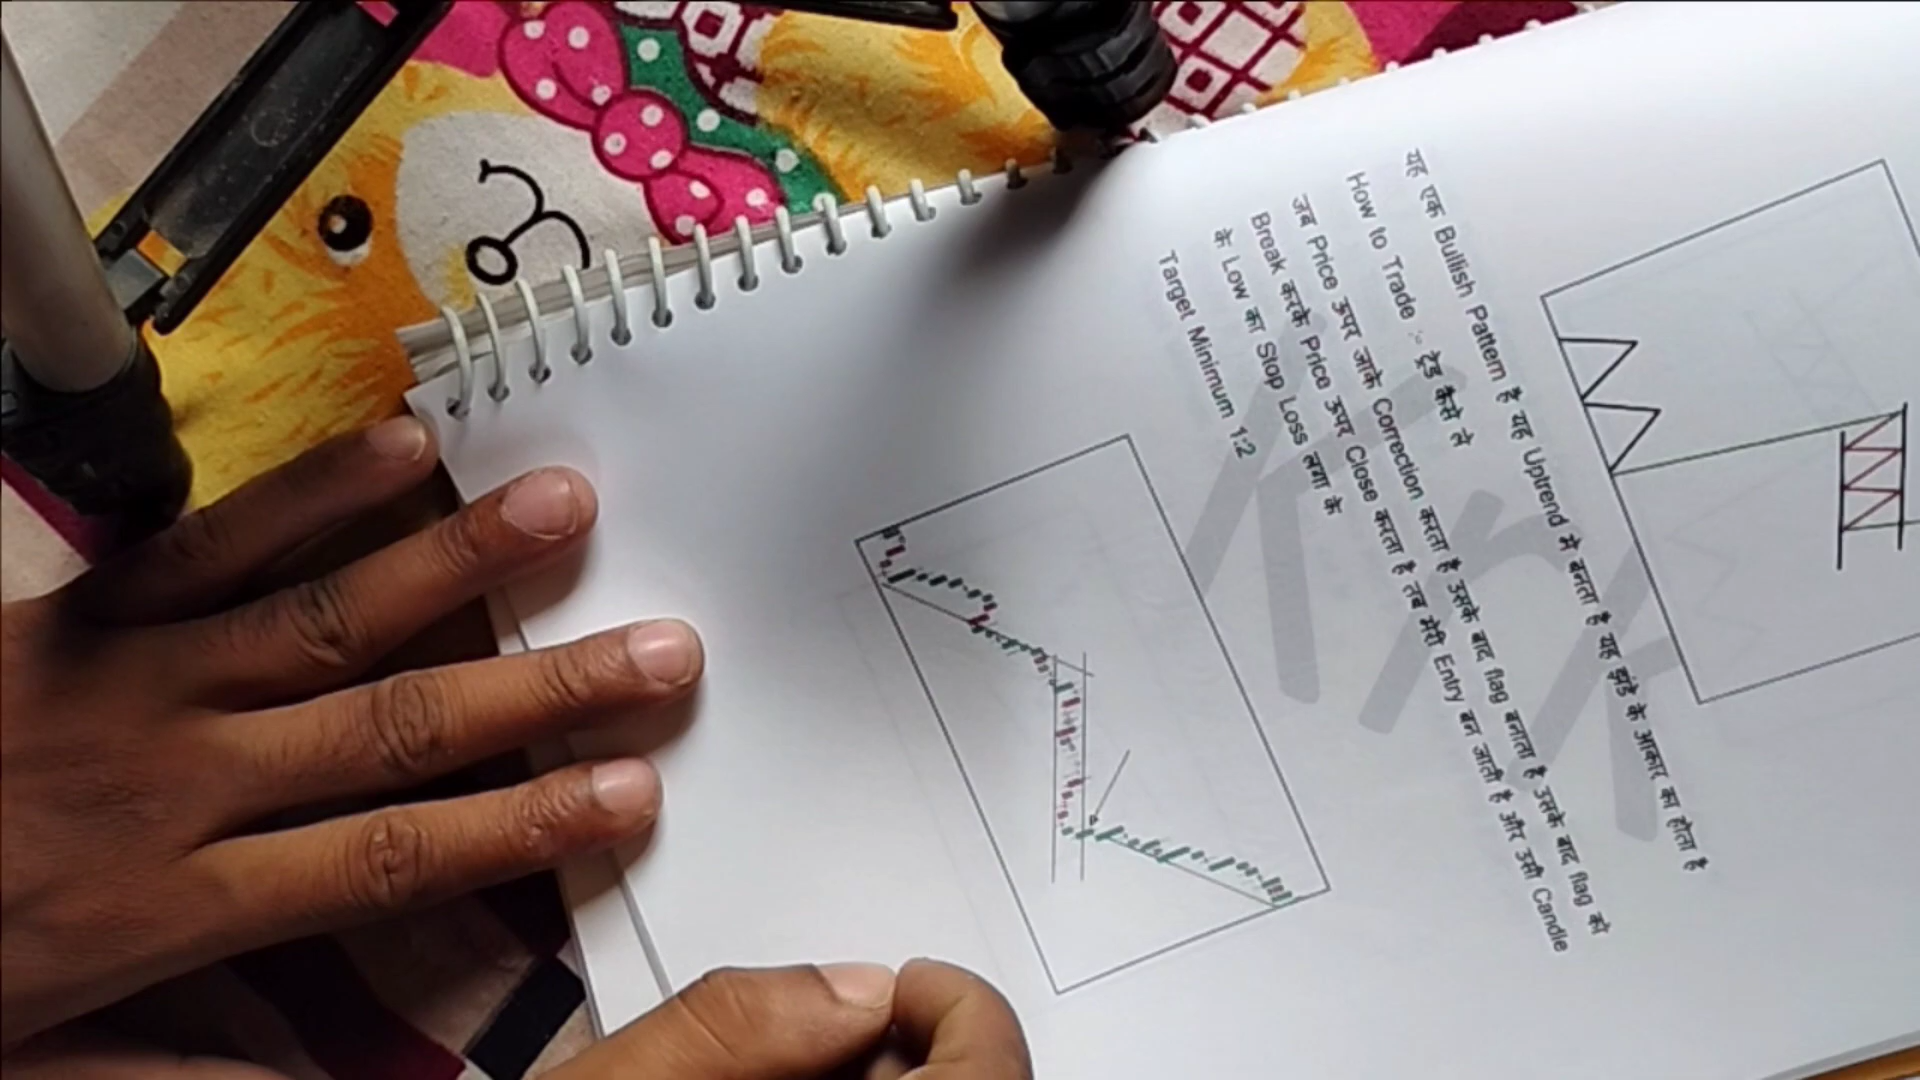 यह एक Bullish Pattern है यह Uptrend मे बनता है यह झंडे के आकार का होता है
How to Trade :- ट्रेड कैसे ले
जब Price ऊपर जाके Correction करता है उसके बाद flag बनाता है उसके बाद flag को
Break करके Price ऊपर Close करता है तब मेरी Entry बन जाती है और उसी Candle
के Low का Stop Loss लगा के
Target Minimum 1:2